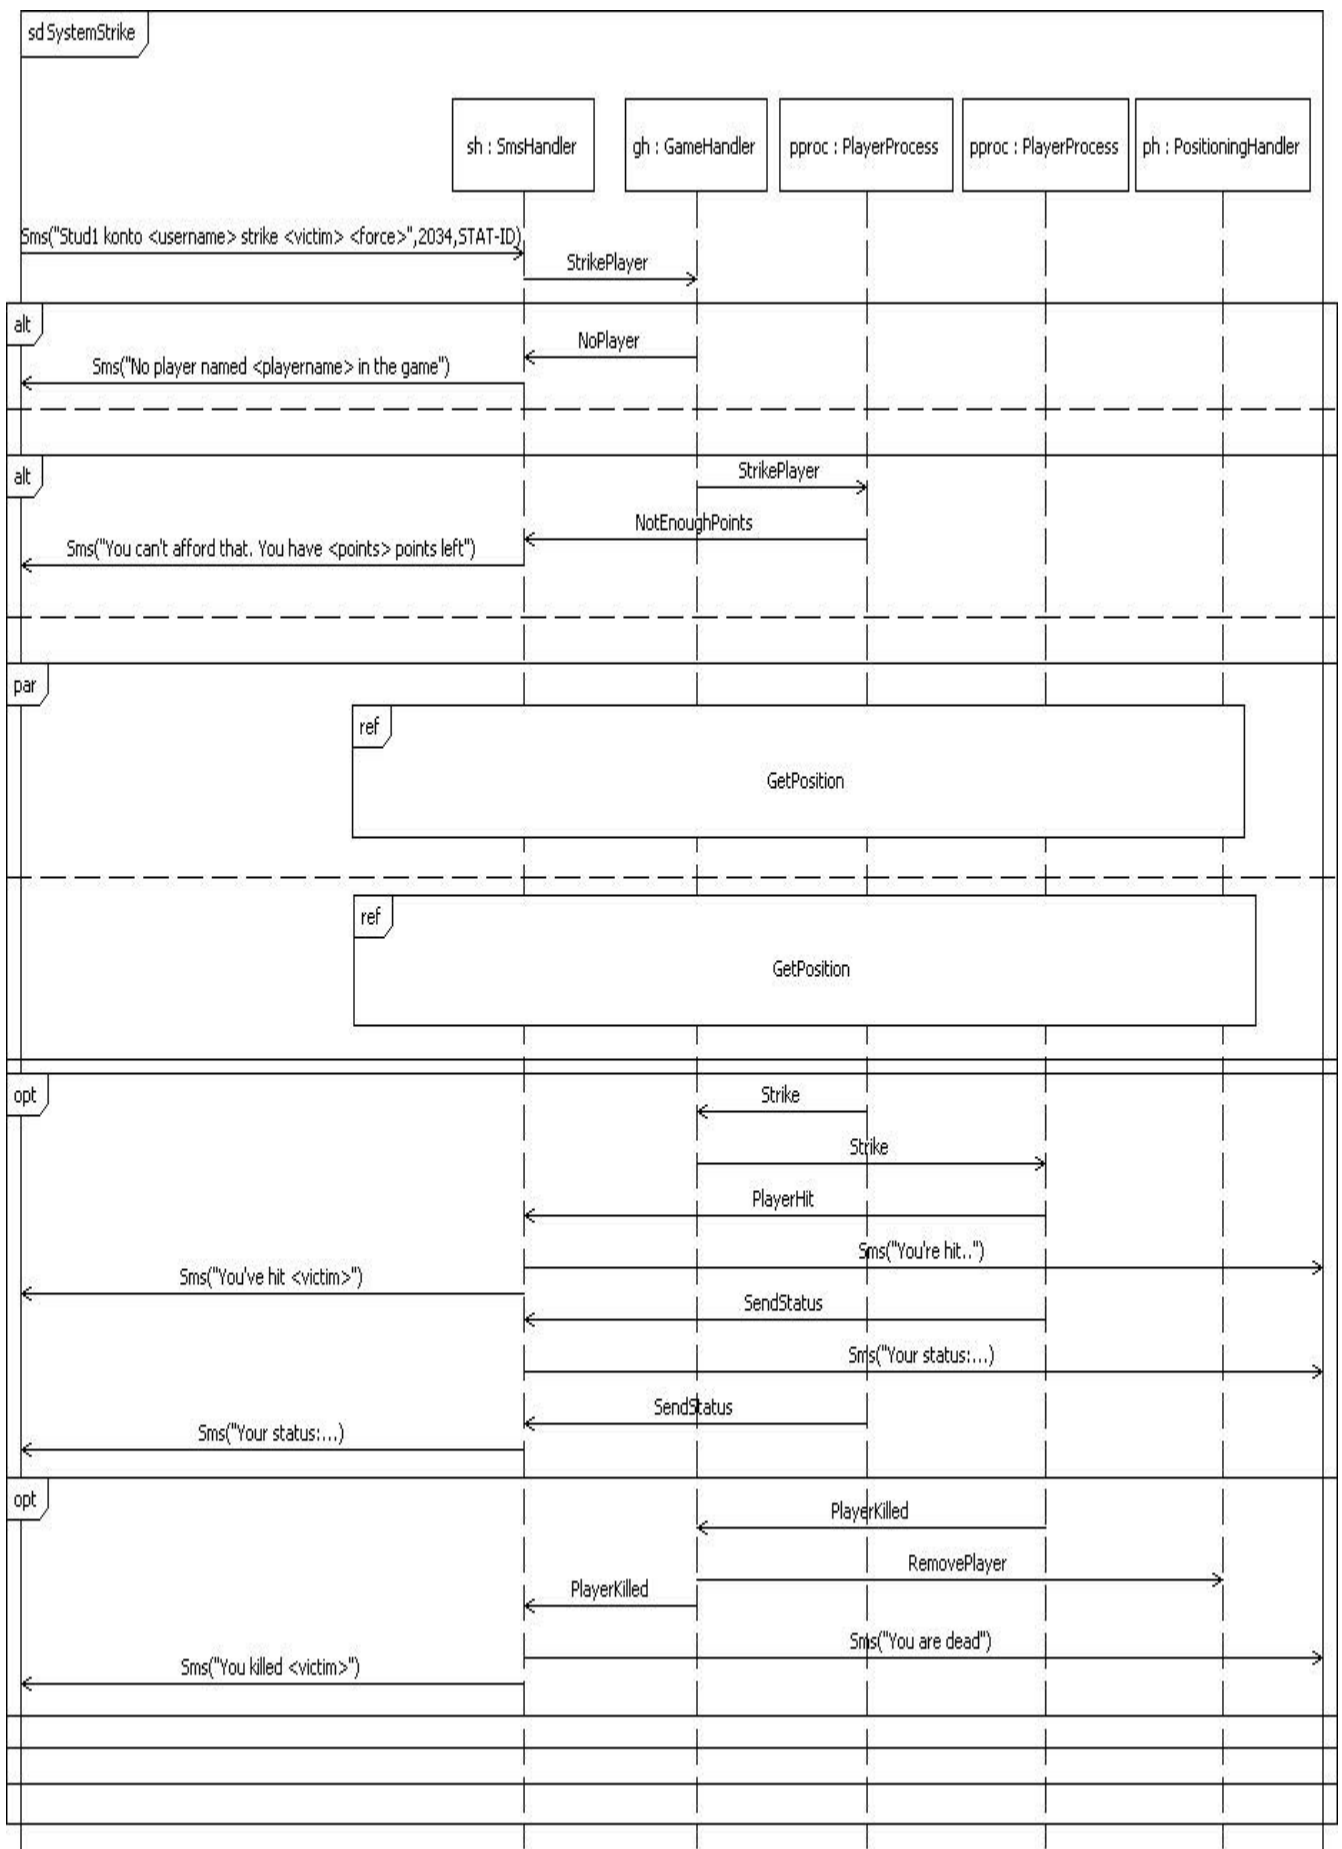 sd SystemStrike
sh : SmsHandler
gh : GameHandler
pproc : PlayerProcess
pproc : PlayerProcess
ph : PositioningHandler
Sms("Stud1 konto <username> strike <victim> <force>",2034,STAT-ID)
StrikePlayer
alt
NoPlayer
Sms("No player named <playername> in the game")
alt
StrikePlayer
NotEnoughPoints
Sms("You can't afford that. You have <points> points left")
par
ref
GetPosition
ref
GetPosition
opt
Strike
Strike
PlayerHit
Sms("You're hit..")
Sms("You've hit <victim>")
SendStatus
Sms("Your status:...)
SendStatus
Sms("Your status:...)
opt
PlayerKilled
RemovePlayer
PlayerKilled
Sms("You are dead")
Sms("You killed <victim>")